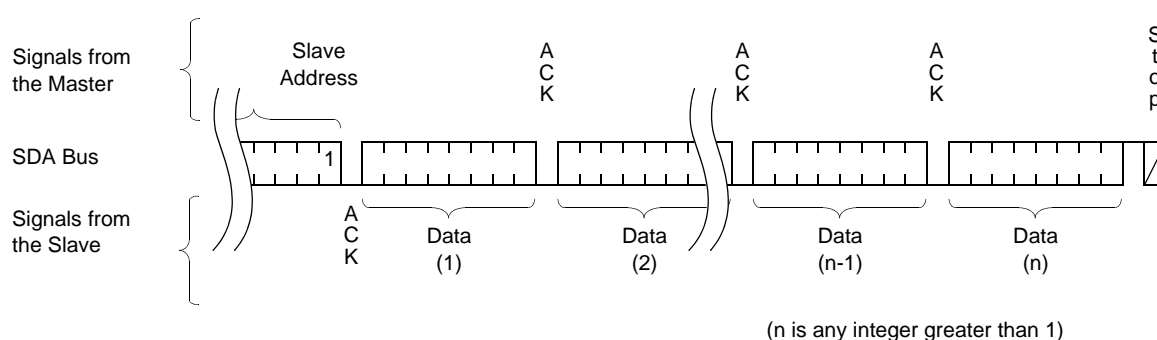 Signals from
the Master
Slave
Address
A
C
K
A
C
K
A
C
K
S
t
o
p
SDA Bus
1
Signals from
the Slave
A
C
K
Data
(1)
Data
(2)
Data
(n-1)
Data
(n)
(n is any integer greater than 1)